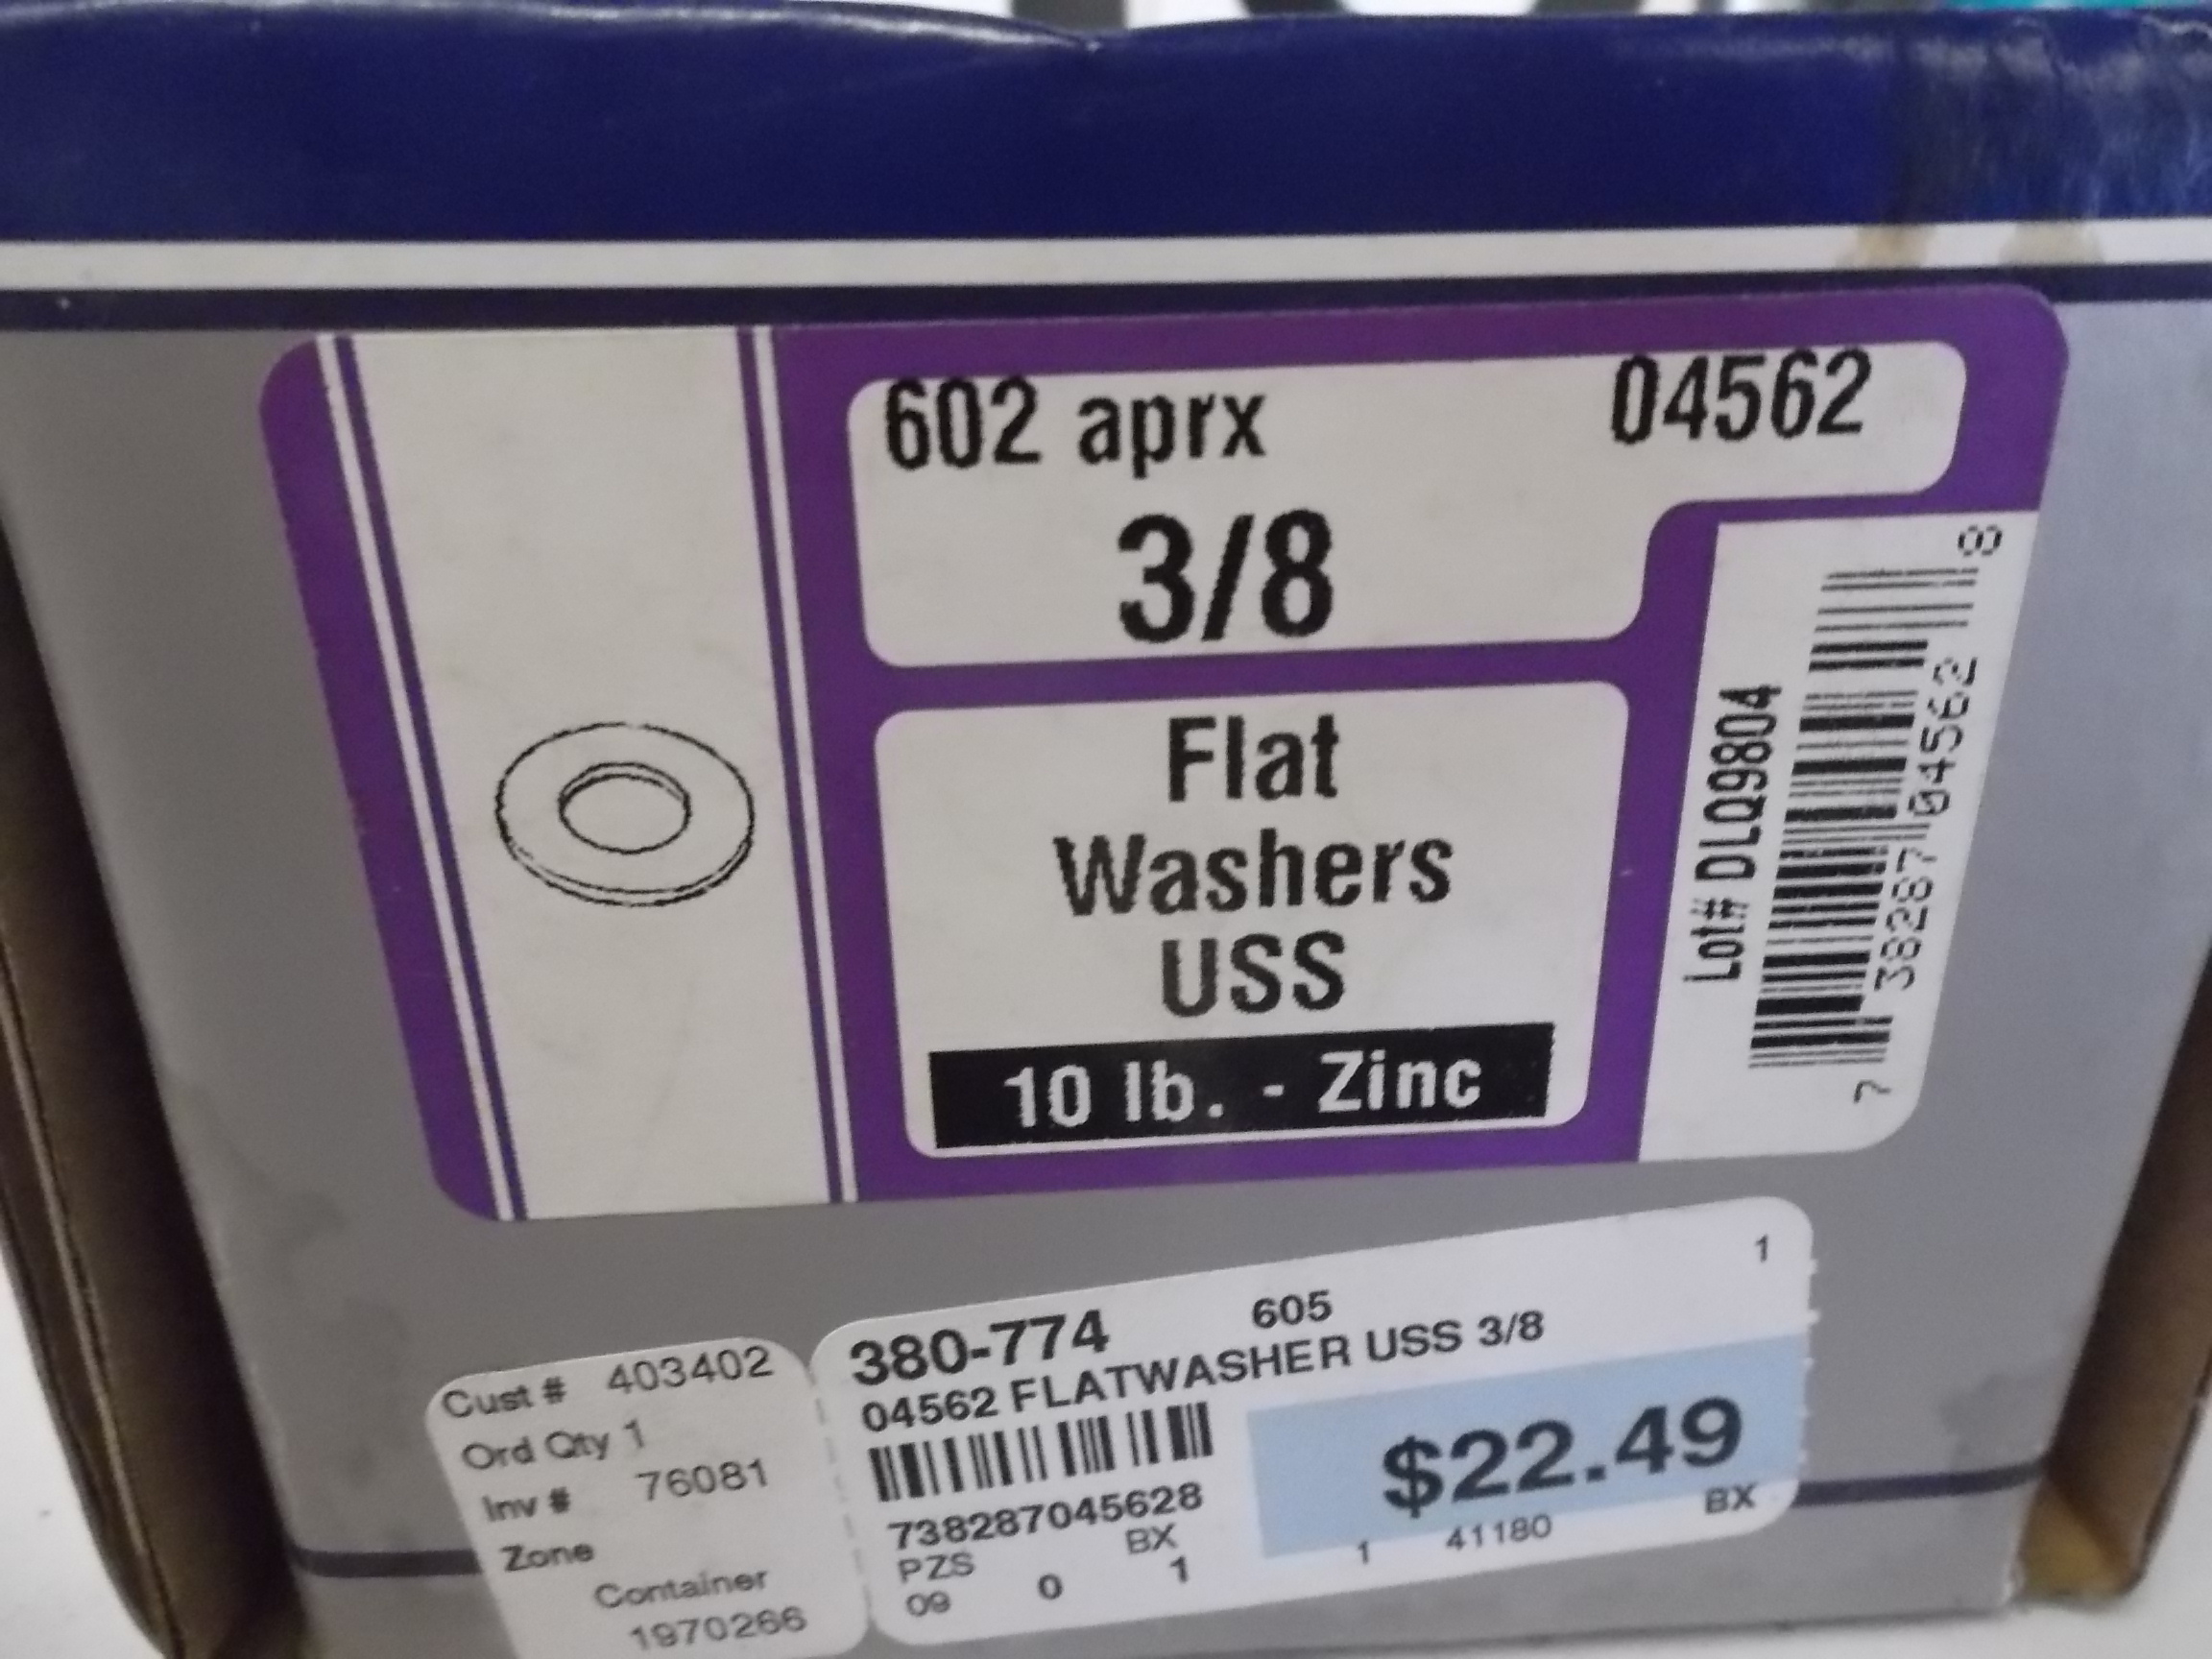 602 aprx 04562
3/8
Flat
Washers
USS
10 lb. - Zinc
Lot# DLQ9804
7 38287 04562 8
Cust # 403402
Ord Qty 1
Inv # 76081
Zone
Container
1970266
380-774 605 1
04562 FLATWASHER USS 3/8
738287045628
PZS BX
09 0 1
$22.49
1 41180 BX